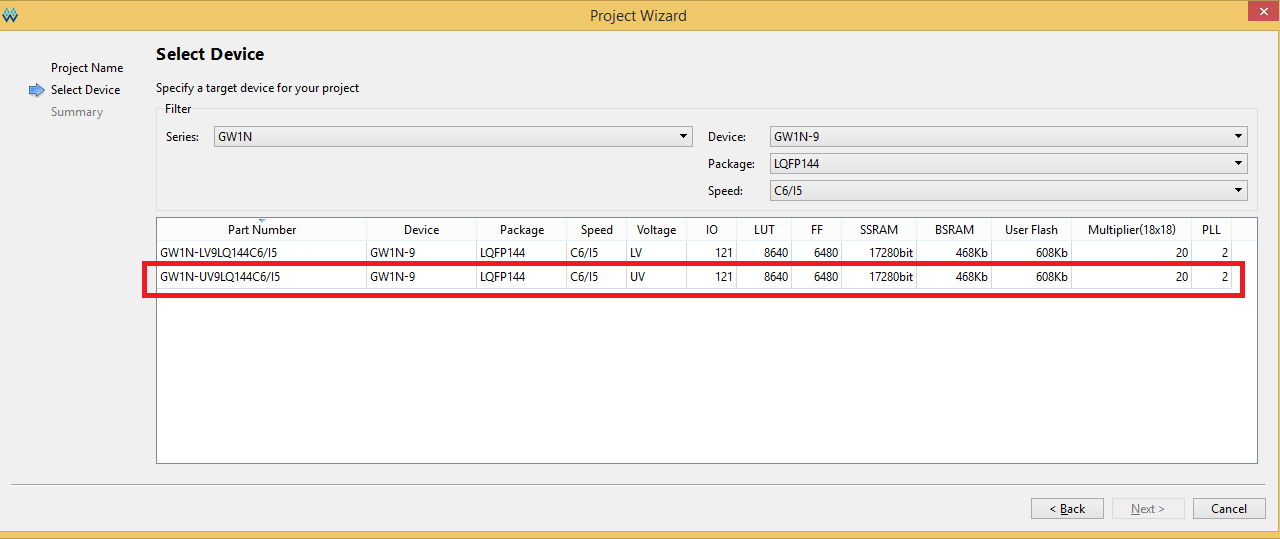 Project Wizard
Select Device
Project Name
Select Device
Summary
Specify a target device for your project
Filter
Series: GW1N Device: GW1N-9
Package: LQFP144
Speed: C6/I5
Part Number Device Package Speed Voltage IO LUT FF SSRAM BSRAM User Flash Multiplier(18x18) PLL
GW1N-LV9LQ144C6/I5 GW1N-9 LQFP144 C6/I5 LV 121 8640 6480 17280bit 468Kb 608Kb 20 2
GW1N-UV9LQ144C6/I5 GW1N-9 LQFP144 C6/I5 UV 121 8640 6480 17280bit 468Kb 608Kb 20 2
< Back Next > Cancel